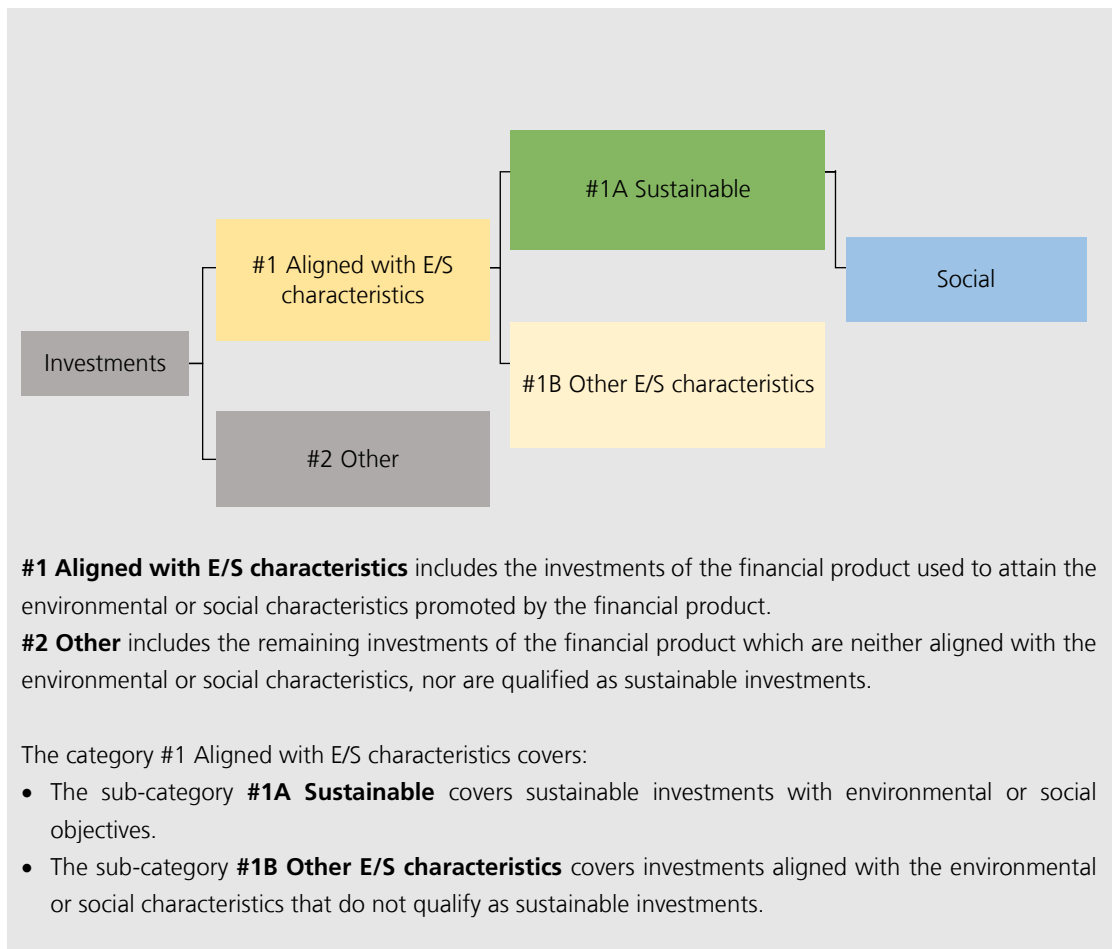 #1A Sustainable
#1 Aligned with E/S
characteristics
Social
Investments
#1B Other E/S characteristics
#2 Other
#1 Aligned with E/S characteristics includes the investments of the financial product used to attain the
environmental or social characteristics promoted by the financial product.
#2 Other includes the remaining investments of the financial product which are neither aligned with the
environmental or social characteristics, nor are qualified as sustainable investments.
The category #1 Aligned with E/S characteristics covers:
• The sub-category #1A Sustainable covers sustainable investments with environmental or social
objectives.
• The sub-category #1B Other E/S characteristics covers investments aligned with the environmental
or social characteristics that do not qualify as sustainable investments.